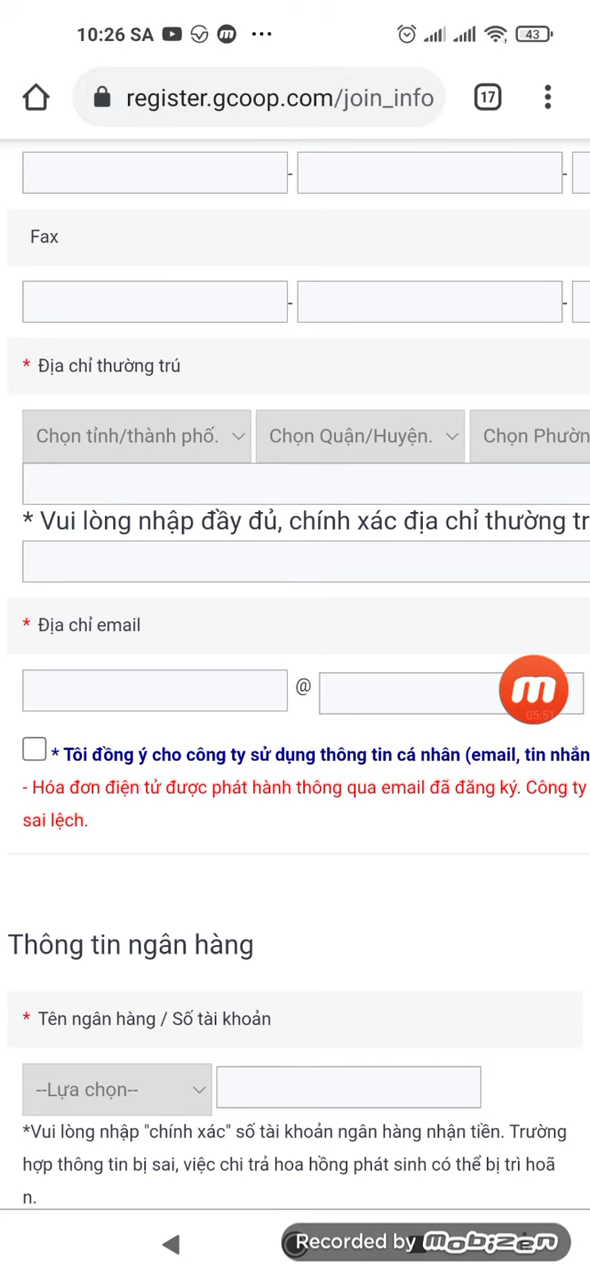 10:26 SA
43
register.gcoop.com/join_info
17
-
-
Fax
-
-
* Địa chỉ thường trú
Chọn tỉnh/thành phố. Chọn Quận/Huyện. Chọn Phườn
* Vui lòng nhập đầy đủ, chính xác địa chỉ thường tr
* Địa chỉ email
@
m
05:51
* Tôi đồng ý cho công ty sử dụng thông tin cá nhân (email, tin nhắn
- Hóa đơn điện tử được phát hành thông qua email đã đăng ký. Công ty
sai lệch.
Thông tin ngân hàng
* Tên ngân hàng / Số tài khoản
--Lựa chọn--
*Vui lòng nhập "chính xác" số tài khoản ngân hàng nhận tiền. Trường
hợp thông tin bị sai, việc chi trả hoa hồng phát sinh có thể bị trì hoã
n.
Recorded by mobizen